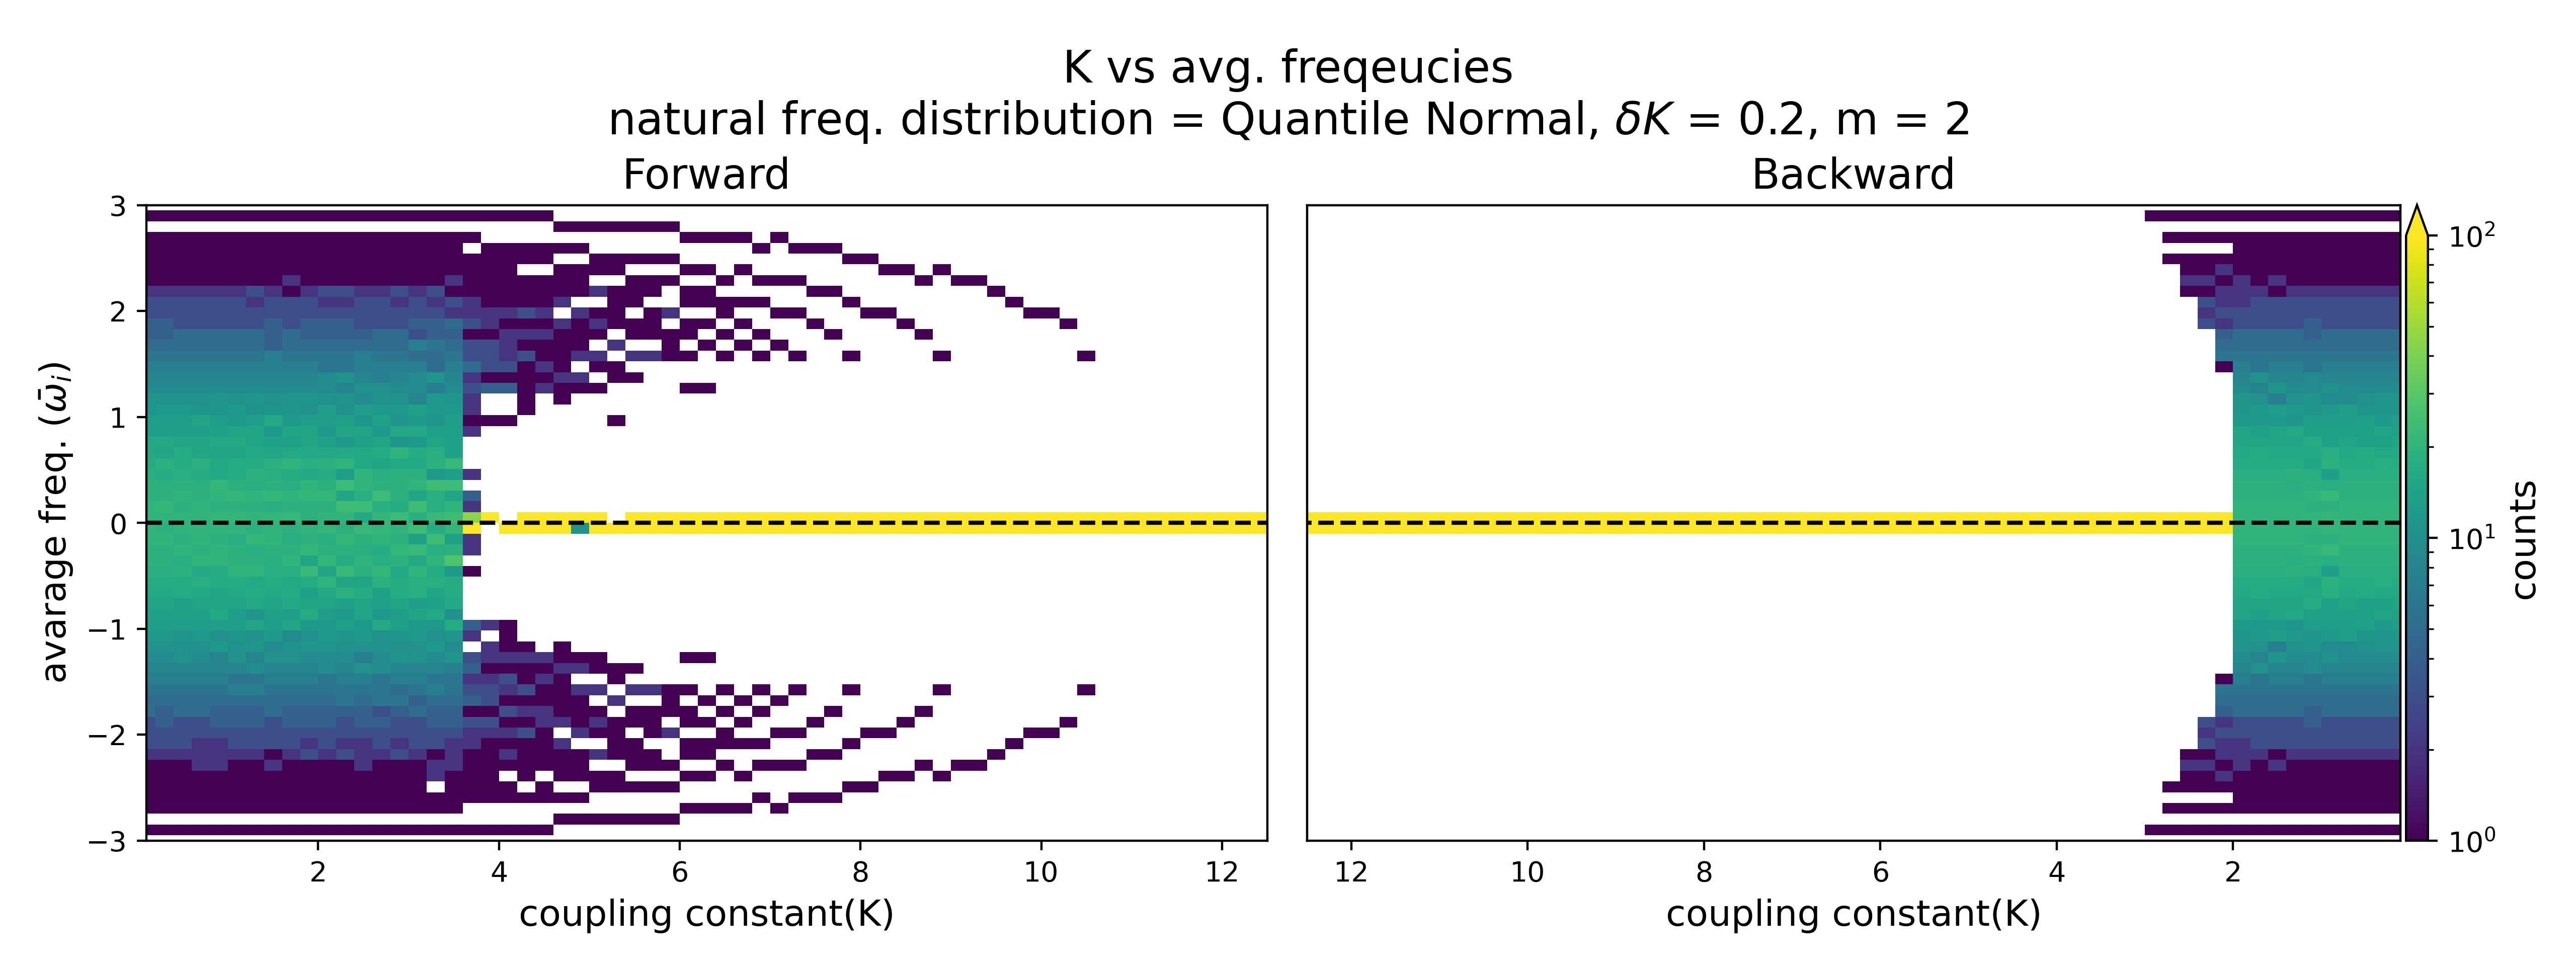 K vs avg. freqeucies
natural freq. distribution = Quantile Normal, δK = 0.2, m = 2
Forward
Backward
avarage freq. (ω̄ᵢ)
3
2
1
0
−1
−2
−3
2
4
6
8
10
12
coupling constant(K)
12
10
8
6
4
2
coupling constant(K)
10²
10¹
10⁰
counts